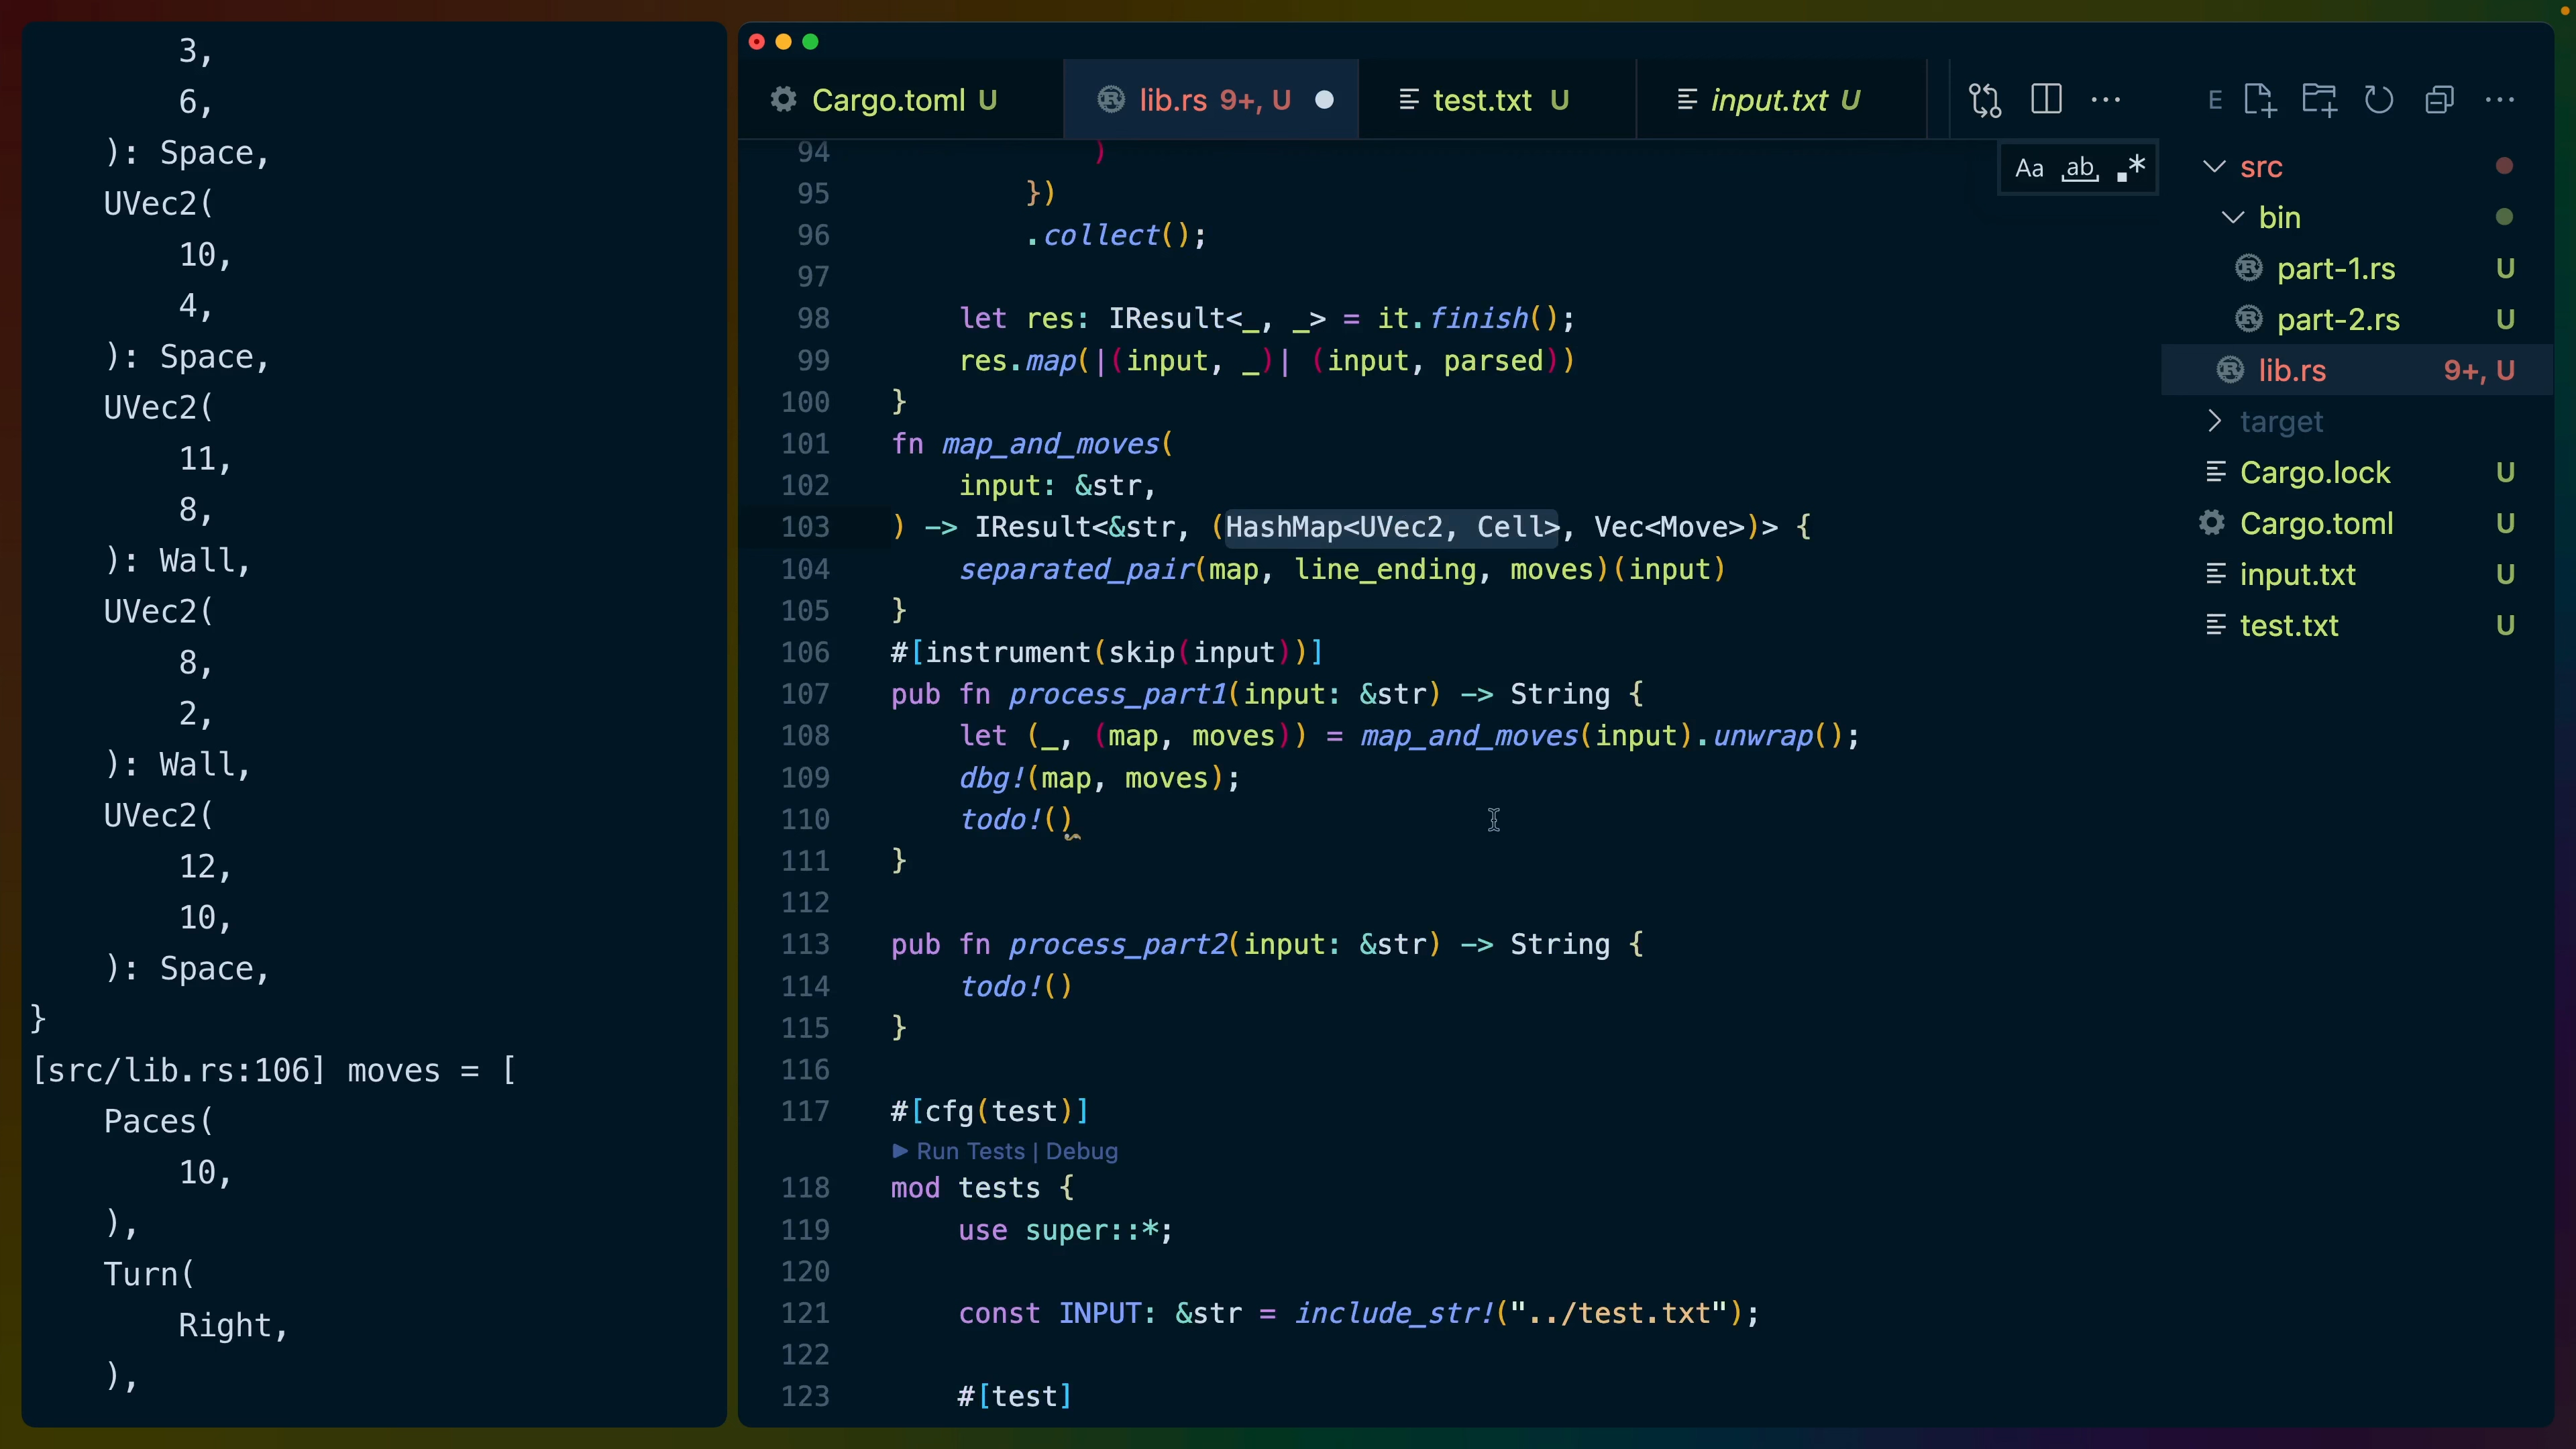 3,
6,
): Space,
UVec2(
10,
4,
): Space,
UVec2(
11,
8,
): Wall,
UVec2(
8,
2,
): Wall,
UVec2(
12,
10,
): Space,
}
[src/lib.rs:106] moves = [
Paces(
10,
),
Turn(
Right,
),
Cargo.toml U
lib.rs 9+, U
test.txt U
input.txt U
Aa ab .*
94 )
95 })
96 .collect();
97
98 let res: IResult<_, _> = it.finish();
99 res.map(|(input, _)| (input, parsed))
100 }
101 fn map_and_moves(
102 input: &str,
103 ) -> IResult<&str, (HashMap<UVec2, Cell>, Vec<Move>)> {
104 separated_pair(map, line_ending, moves)(input)
105 }
106 #[instrument(skip(input))]
107 pub fn process_part1(input: &str) -> String {
108 let (_, (map, moves)) = map_and_moves(input).unwrap();
109 dbg!(map, moves);
110 todo!()
111 }
112
113 pub fn process_part2(input: &str) -> String {
114 todo!()
115 }
116
117 #[cfg(test)]
Run Tests | Debug
118 mod tests {
119 use super::*;
120
121 const INPUT: &str = include_str!("../test.txt");
122
123 #[test]
E
src
bin
part-1.rs U
part-2.rs U
lib.rs 9+, U
target
Cargo.lock U
Cargo.toml U
input.txt U
test.txt U